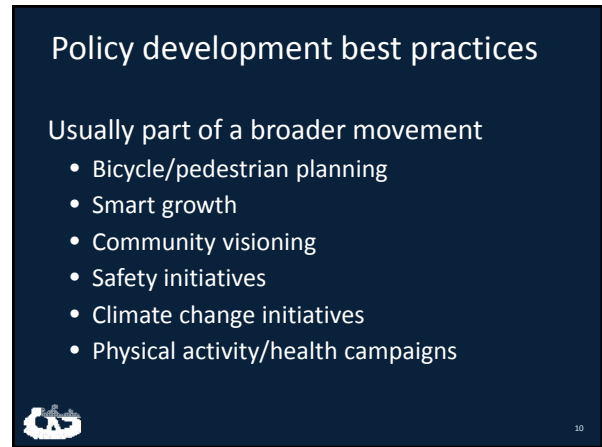 Policy development best practices
Usually part of a broader movement
• Bicycle/pedestrian planning
• Smart growth
• Community visioning
• Safety initiatives
• Climate change initiatives
• Physical activity/health campaigns
10